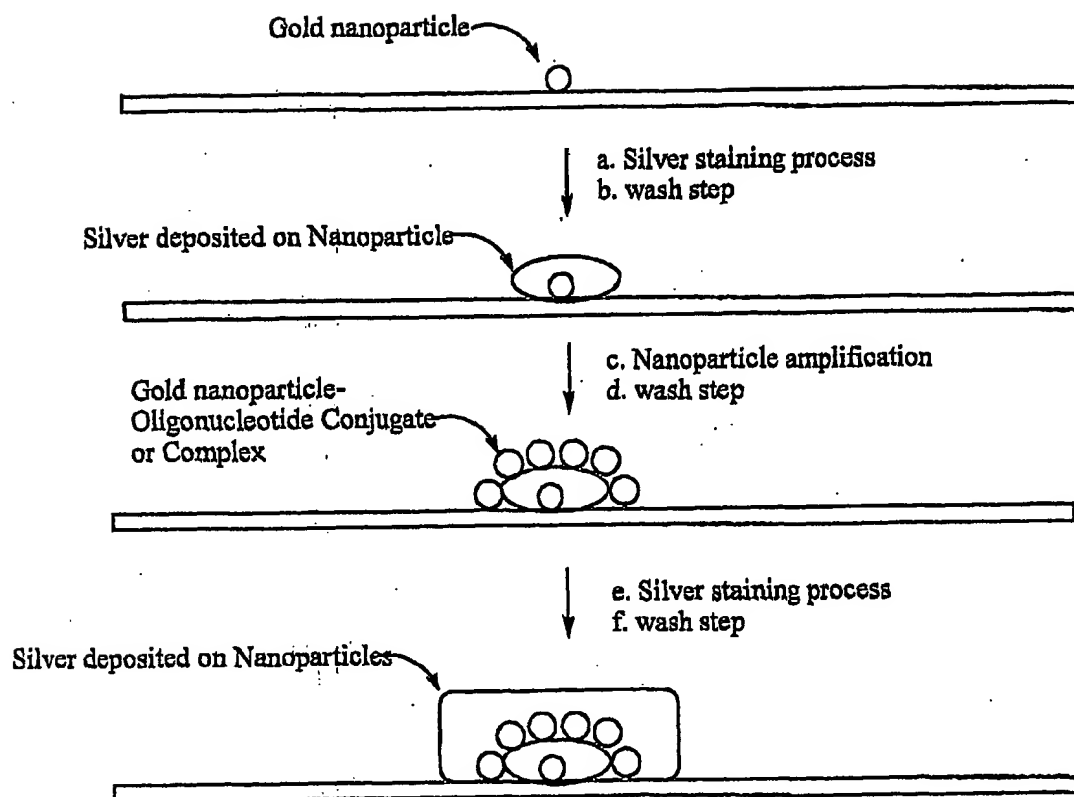 Gold nanoparticle
a. Silver staining process
b. wash step
Silver deposited on Nanoparticle
c. Nanoparticle amplification
d. wash step
Gold nanoparticle-
Oligonucleotide Conjugate
or Complex
e. Silver staining process
f. wash step
Silver deposited on Nanoparticles